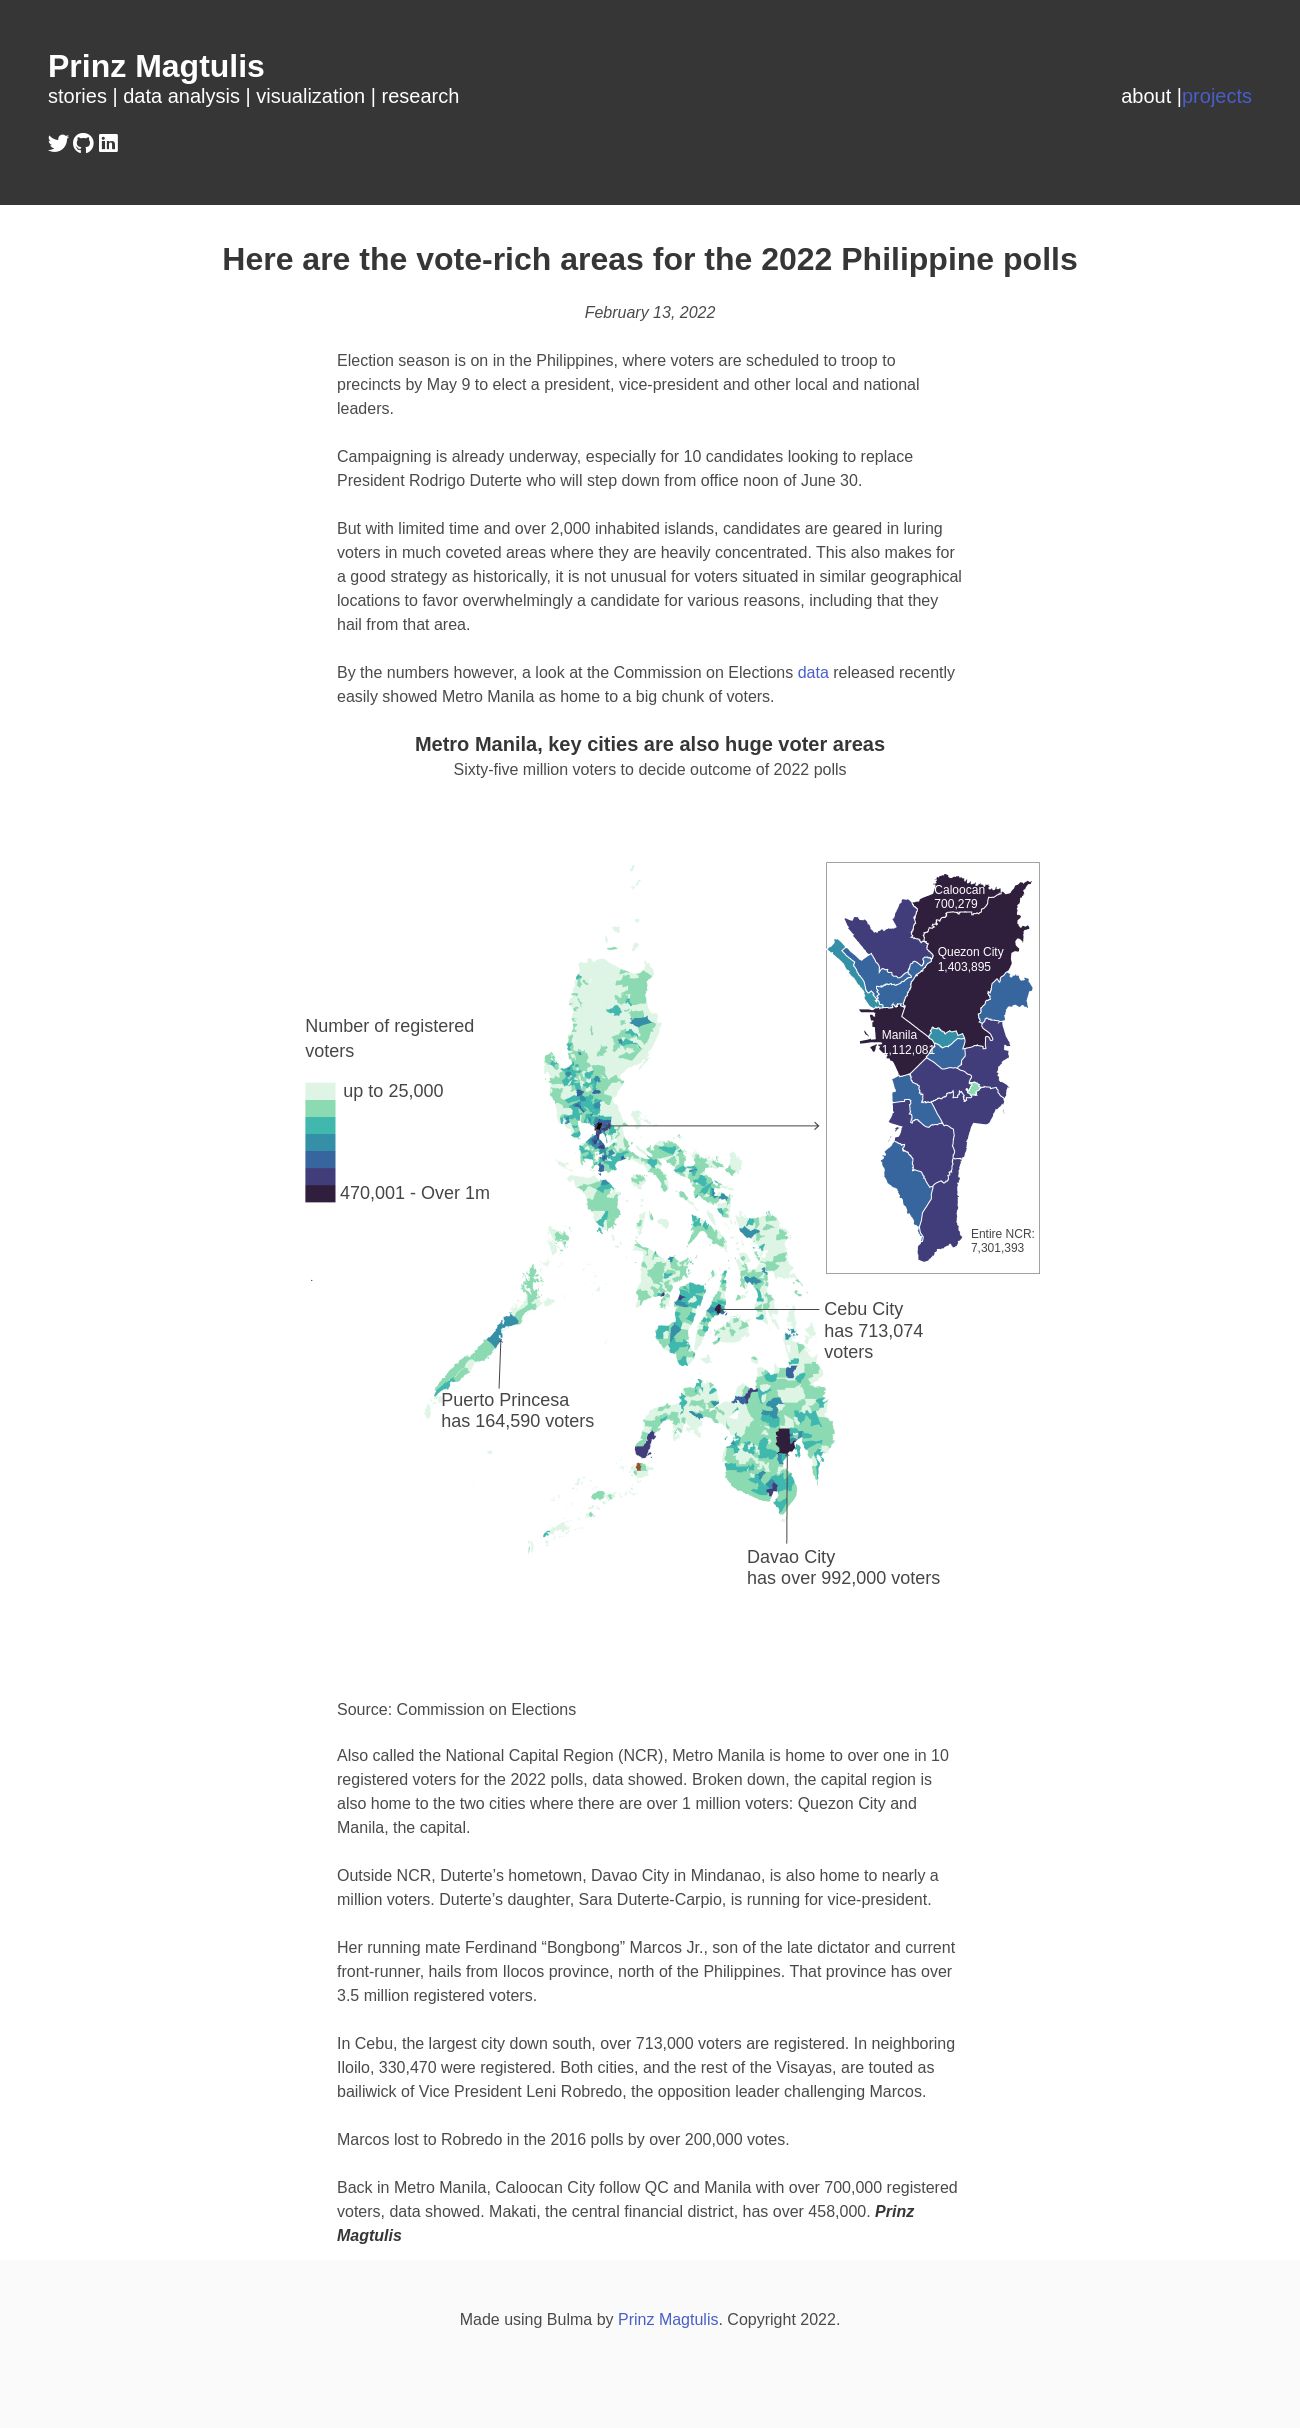 Prinz Magtulis
stories | data analysis | visualization | research
about |projects
Here are the vote-rich areas for the 2022 Philippine polls
February 13, 2022
Election season is on in the Philippines, where voters are scheduled to troop to
precincts by May 9 to elect a president, vice-president and other local and national
leaders.
Campaigning is already underway, especially for 10 candidates looking to replace
President Rodrigo Duterte who will step down from office noon of June 30.
But with limited time and over 2,000 inhabited islands, candidates are geared in luring
voters in much coveted areas where they are heavily concentrated. This also makes for
a good strategy as historically, it is not unusual for voters situated in similar geographical
locations to favor overwhelmingly a candidate for various reasons, including that they
hail from that area.
By the numbers however, a look at the Commission on Elections data released recently
easily showed Metro Manila as home to a big chunk of voters.
Metro Manila, key cities are also huge voter areas
Sixty-five million voters to decide outcome of 2022 polls
Caloocan
700,279
Quezon City
1,403,895
Manila
1,112,081
Entire NCR:
7,301,393
Number of registered
voters
up to 25,000
470,001 - Over 1m
Cebu City
has 713,074
voters
Puerto Princesa
has 164,590 voters
Davao City
has over 992,000 voters
Source: Commission on Elections
Also called the National Capital Region (NCR), Metro Manila is home to over one in 10
registered voters for the 2022 polls, data showed. Broken down, the capital region is
also home to the two cities where there are over 1 million voters: Quezon City and
Manila, the capital.
Outside NCR, Duterte’s hometown, Davao City in Mindanao, is also home to nearly a
million voters. Duterte’s daughter, Sara Duterte-Carpio, is running for vice-president.
Her running mate Ferdinand “Bongbong” Marcos Jr., son of the late dictator and current
front-runner, hails from Ilocos province, north of the Philippines. That province has over
3.5 million registered voters.
In Cebu, the largest city down south, over 713,000 voters are registered. In neighboring
Iloilo, 330,470 were registered. Both cities, and the rest of the Visayas, are touted as
bailiwick of Vice President Leni Robredo, the opposition leader challenging Marcos.
Marcos lost to Robredo in the 2016 polls by over 200,000 votes.
Back in Metro Manila, Caloocan City follow QC and Manila with over 700,000 registered
voters, data showed. Makati, the central financial district, has over 458,000. Prinz
Magtulis
Made using Bulma by Prinz Magtulis. Copyright 2022.